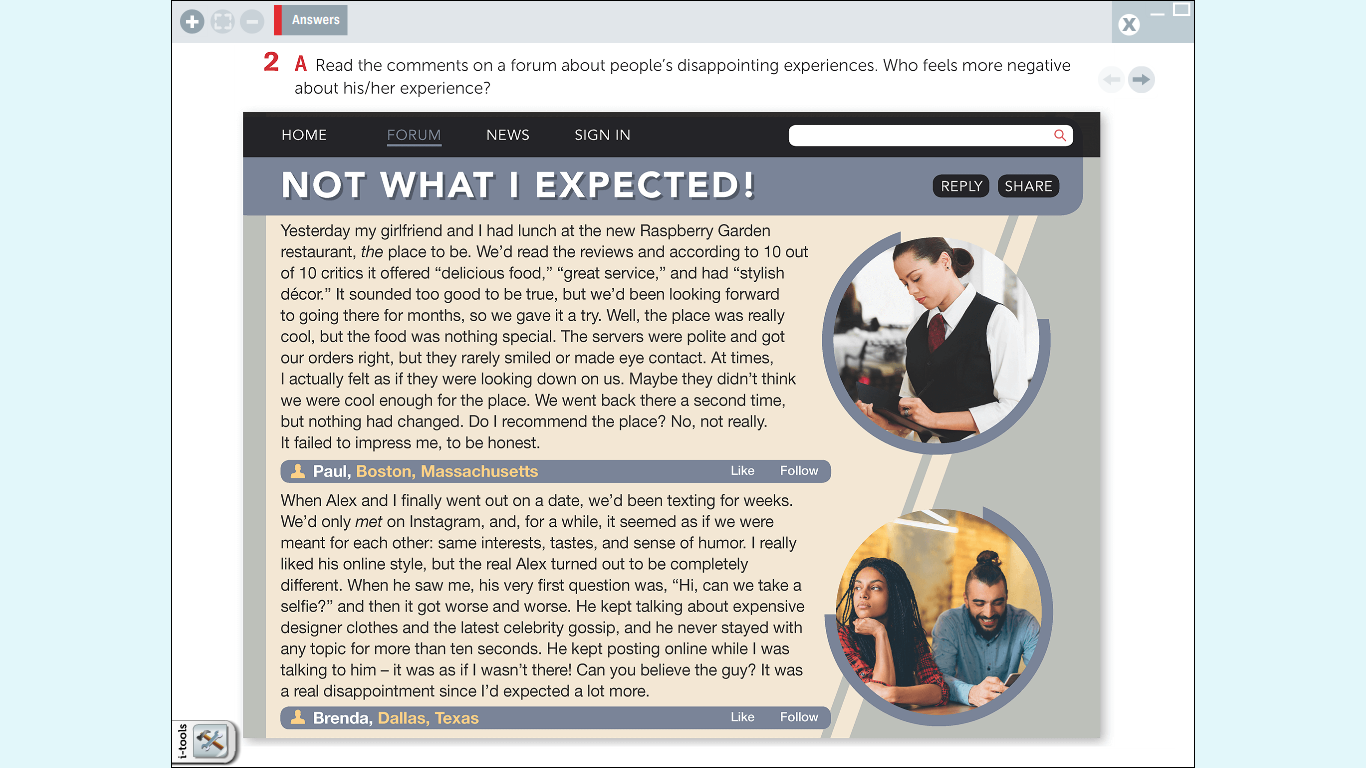 Answers
2 A Read the comments on a forum about people's disappointing experiences. Who feels more negative
about his/her experience?
HOME FORUM NEWS SIGN IN
NOT WHAT I EXPECTED!
REPLY SHARE
Yesterday my girlfriend and I had lunch at the new Raspberry Garden
restaurant, the place to be. We'd read the reviews and according to 10 out
of 10 critics it offered “delicious food,” “great service,” and had “stylish
décor.” It sounded too good to be true, but we'd been looking forward
to going there for months, so we gave it a try. Well, the place was really
cool, but the food was nothing special. The servers were polite and got
our orders right, but they rarely smiled or made eye contact. At times,
I actually felt as if they were looking down on us. Maybe they didn't think
we were cool enough for the place. We went back there a second time,
but nothing had changed. Do I recommend the place? No, not really.
It failed to impress me, to be honest.
Paul, Boston, Massachusetts Like Follow
When Alex and I finally went out on a date, we'd been texting for weeks.
We'd only met on Instagram, and, for a while, it seemed as if we were
meant for each other: same interests, tastes, and sense of humor. I really
liked his online style, but the real Alex turned out to be completely
different. When he saw me, his very first question was, “Hi, can we take a
selfie?” and then it got worse and worse. He kept talking about expensive
designer clothes and the latest celebrity gossip, and he never stayed with
any topic for more than ten seconds. He kept posting online while I was
talking to him – it was as if I wasn't there! Can you believe the guy? It was
a real disappointment since I'd expected a lot more.
Brenda, Dallas, Texas Like Follow
i-tools